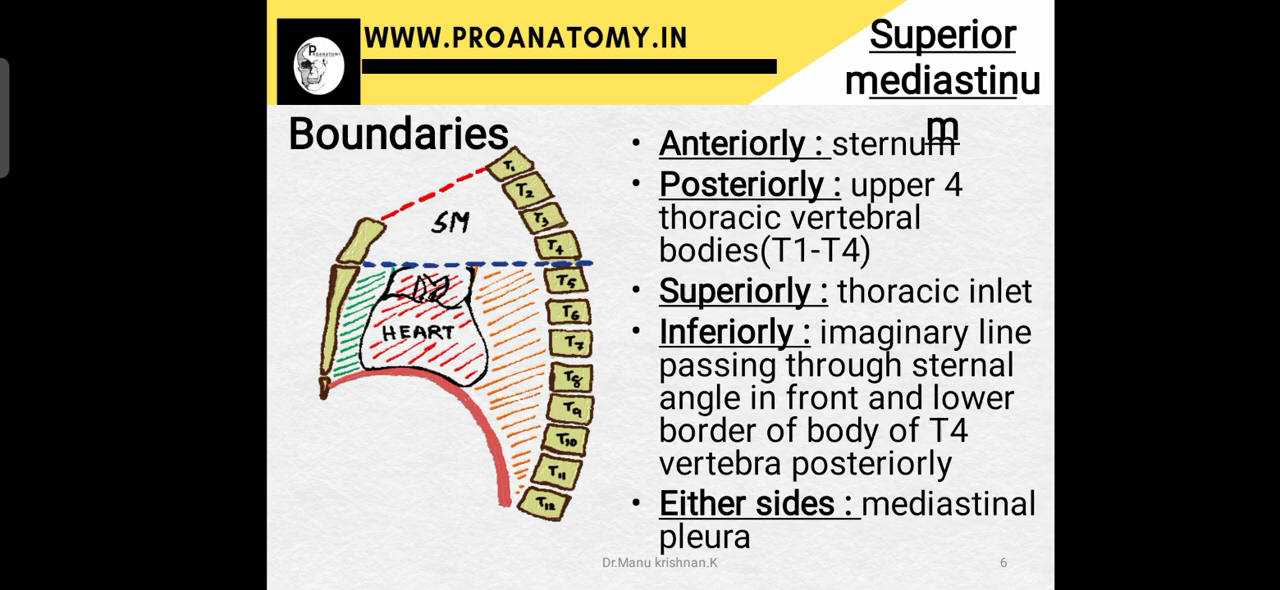 WWW.PROANATOMY.IN
PROANATOMY
Superior
mediastinu
m
Boundaries
• Anteriorly : sternum
• Posteriorly : upper 4
thoracic vertebral
bodies(T1-T4)
• Superiorly : thoracic inlet
• Inferiorly : imaginary line
passing through sternal
angle in front and lower
border of body of T4
vertebra posteriorly
• Either sides : mediastinal
pleura
T1
T2
SM
T3
T4
T5
T6
HEART
T7
T8
T9
T10
T11
T12
Dr.Manu krishnan.K
6